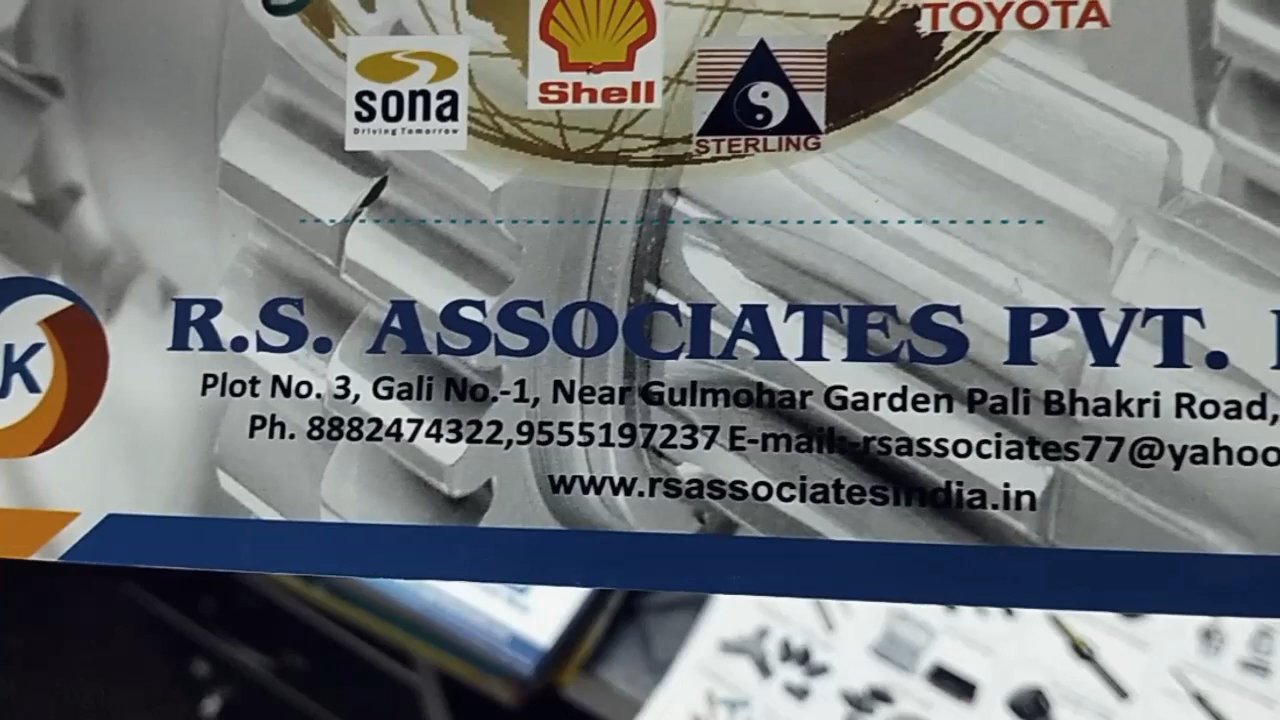 TOYOTA
sona
Driving Tomorrow
Shell
STERLING
K
R.S. ASSOCIATES PVT.
Plot No. 3, Gali No.-1, Near Gulmohar Garden Pali Bhakri Road,
Ph. 8882474322,9555197237 E-mail:-rsassociates77@yahoo
www.rsassociatesindia.in